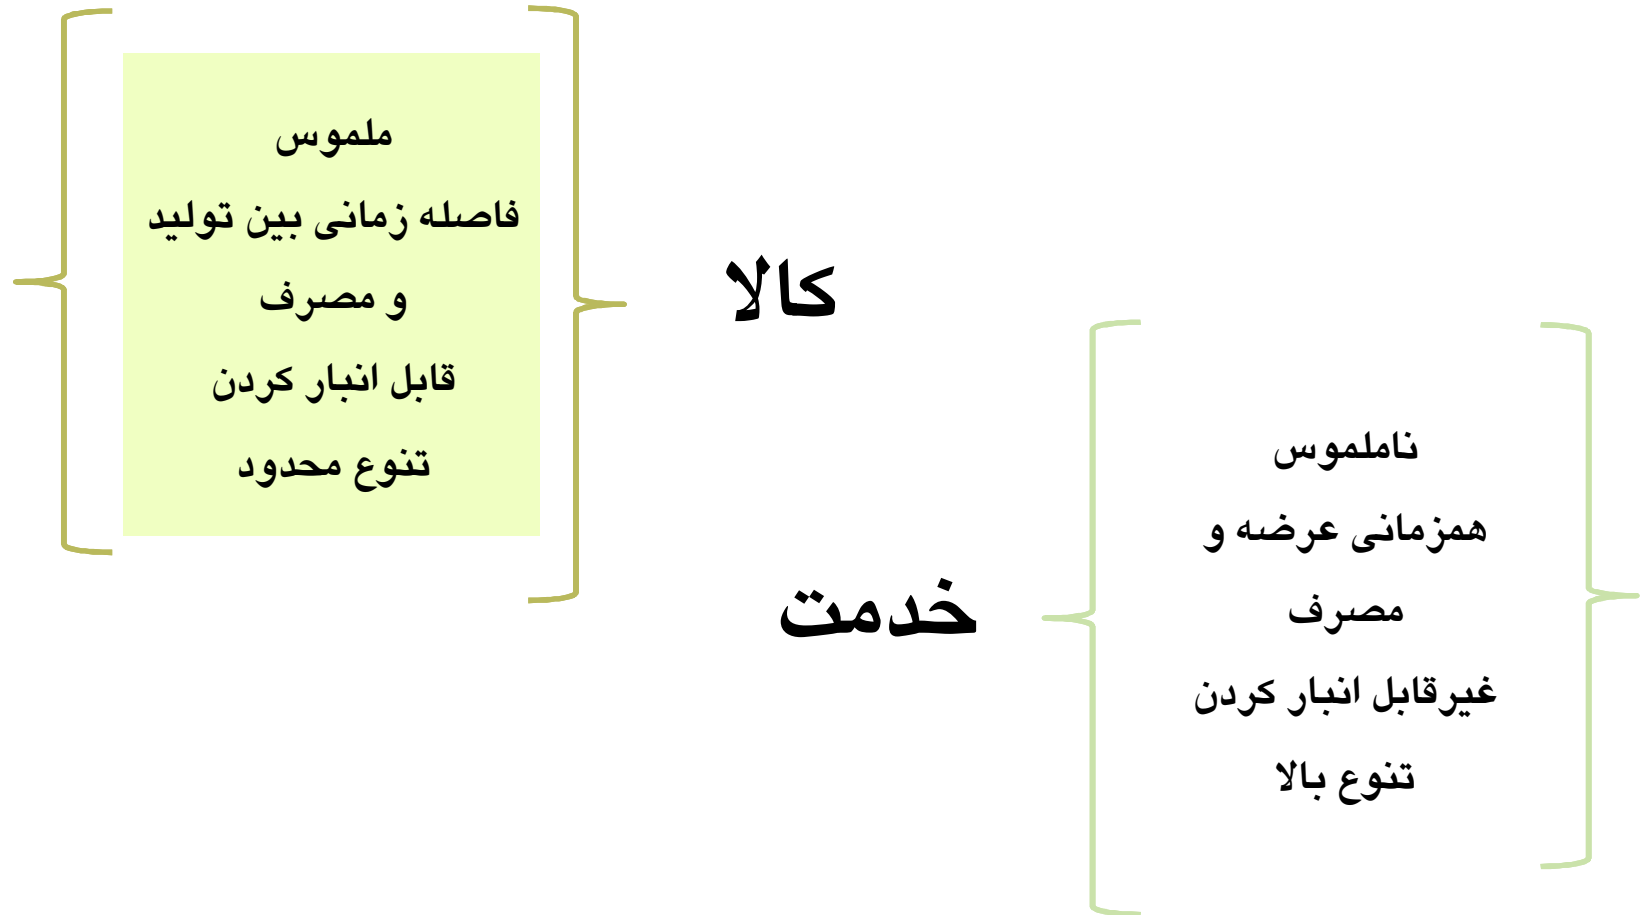 کالا
ملموس
فاصله زمانی بین تولید
و مصرف
قابل انبار کردن
تنوع محدود
خدمت
ناملموس
همزمانی عرضه و
مصرف
غیرقابل انبار کردن
تنوع بالا